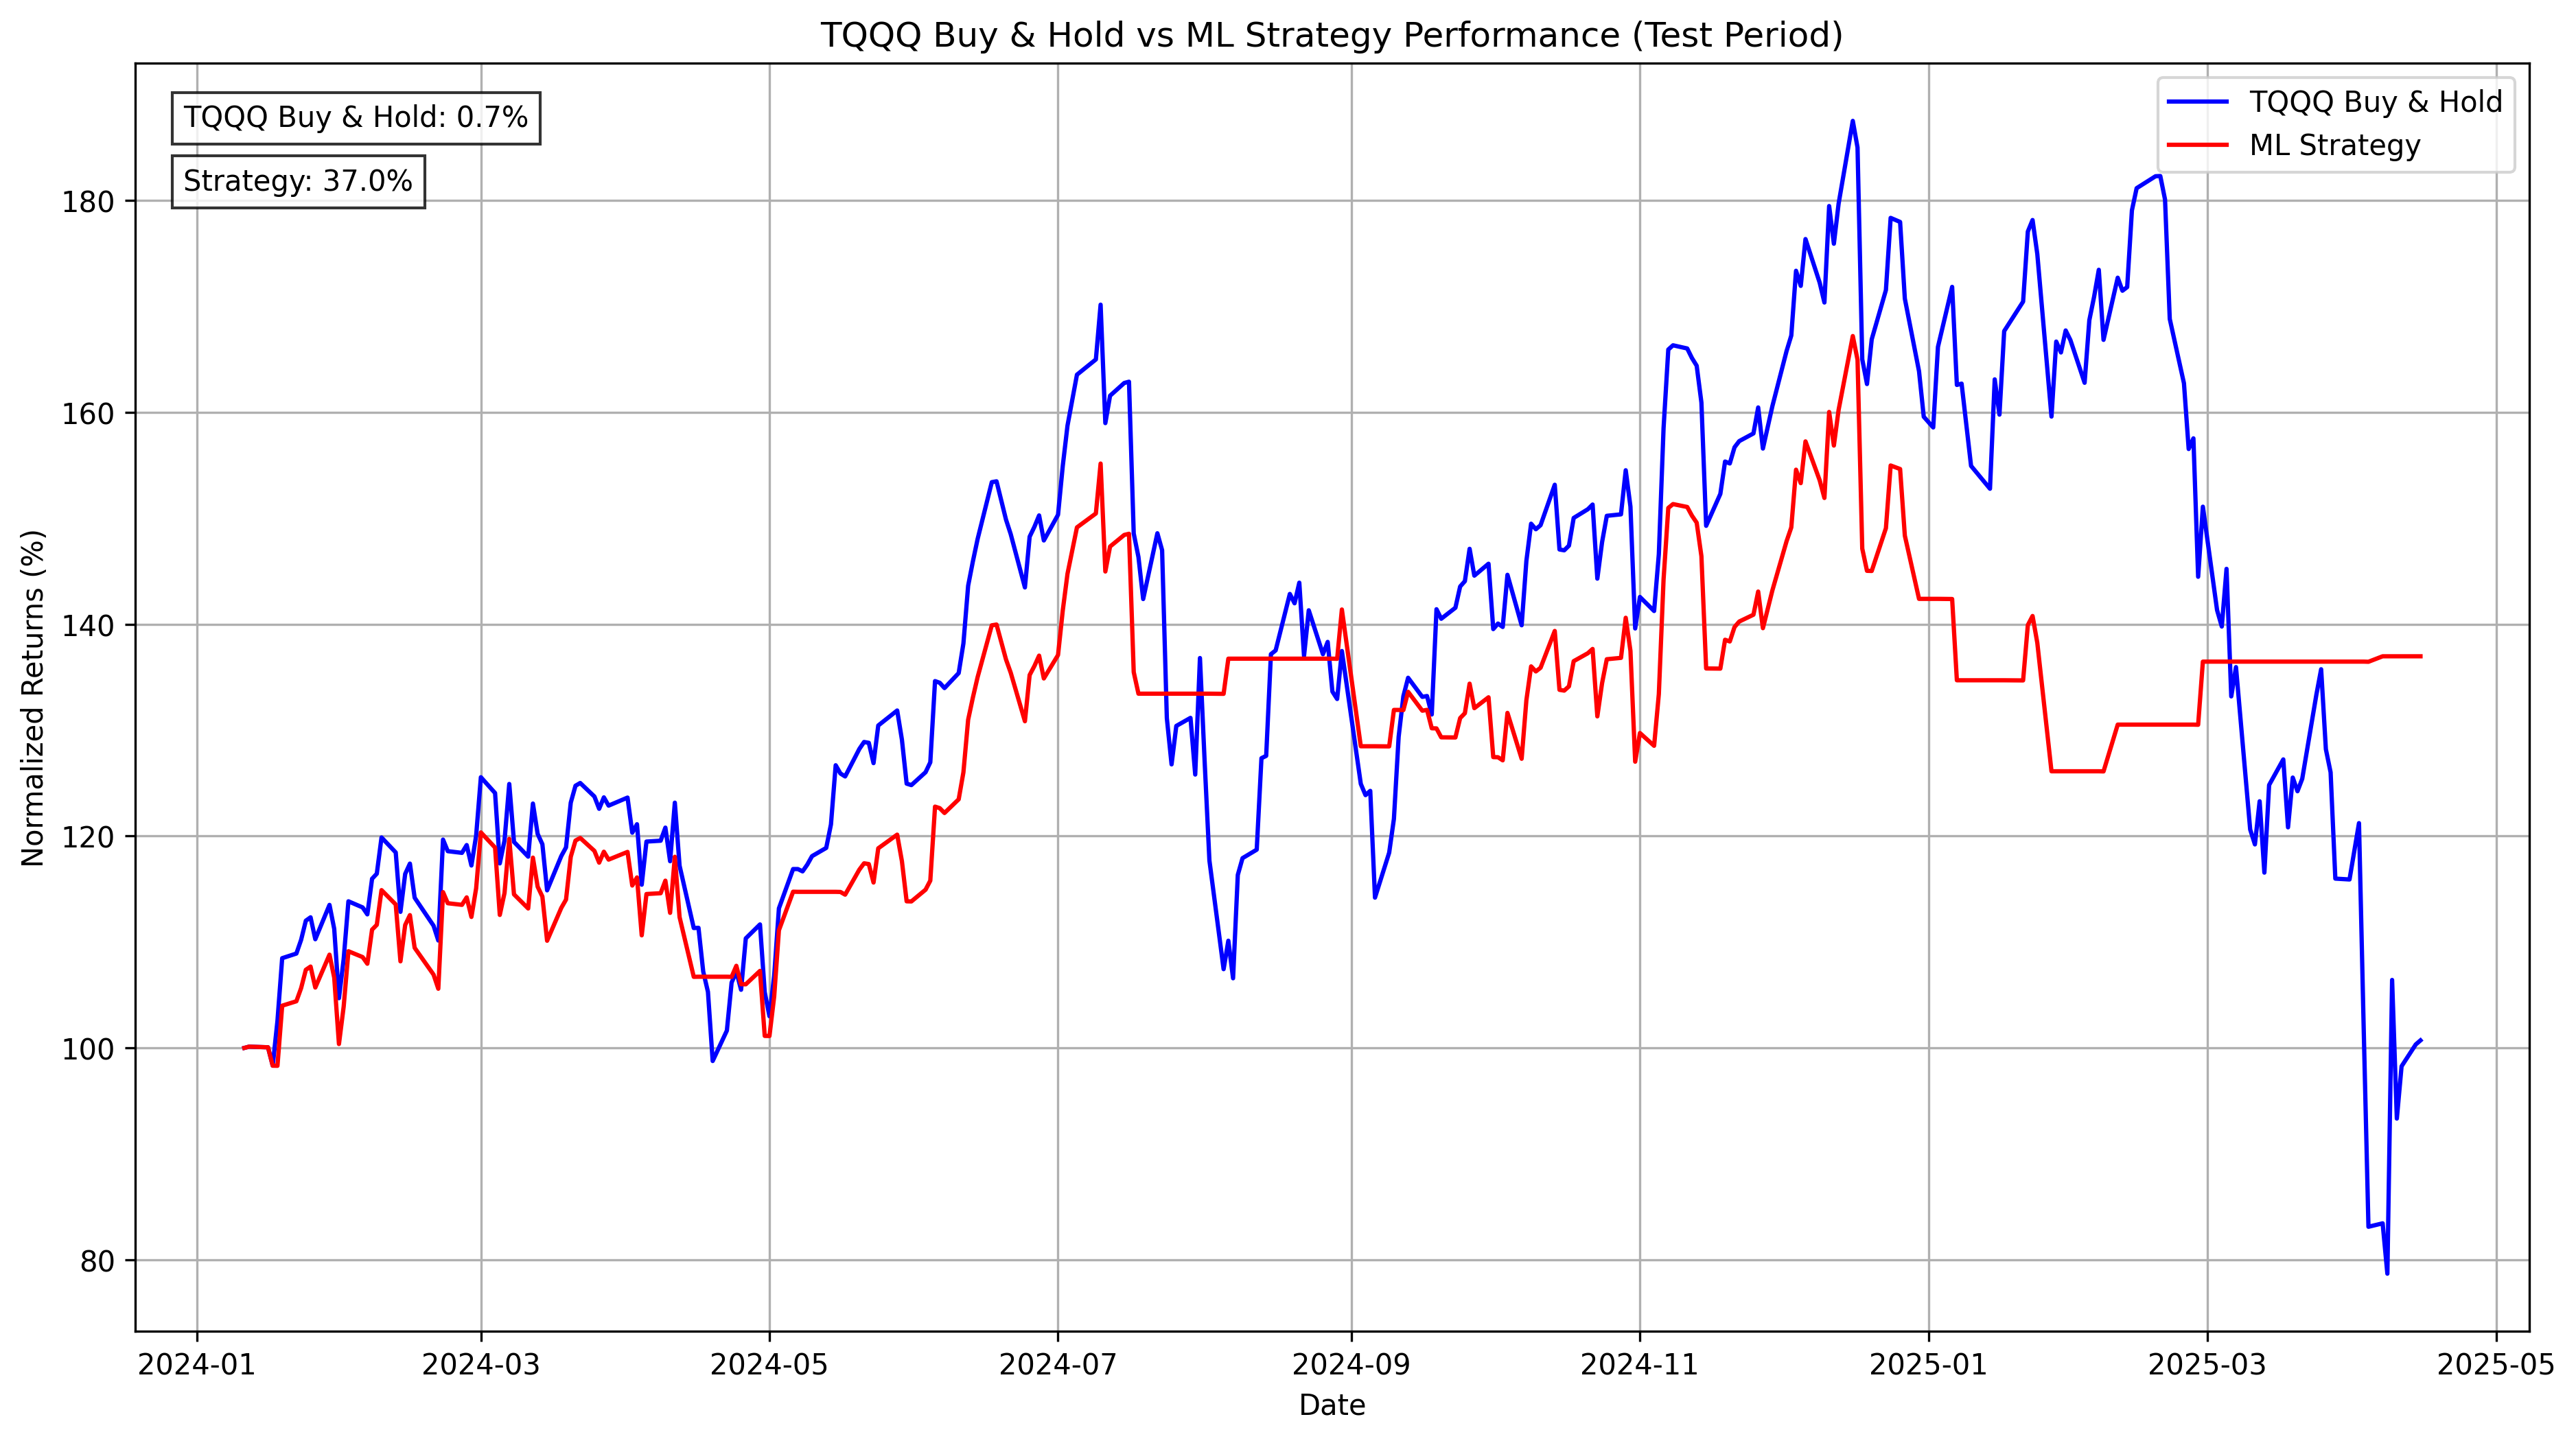 TQQQ Buy & Hold vs ML Strategy Performance (Test Period)
TQQQ Buy & Hold: 0.7%
Strategy: 37.0%
TQQQ Buy & Hold
ML Strategy
Normalized Returns (%)
180
160
140
120
100
80
2024-01
2024-03
2024-05
2024-07
2024-09
2024-11
2025-01
2025-03
2025-05
Date